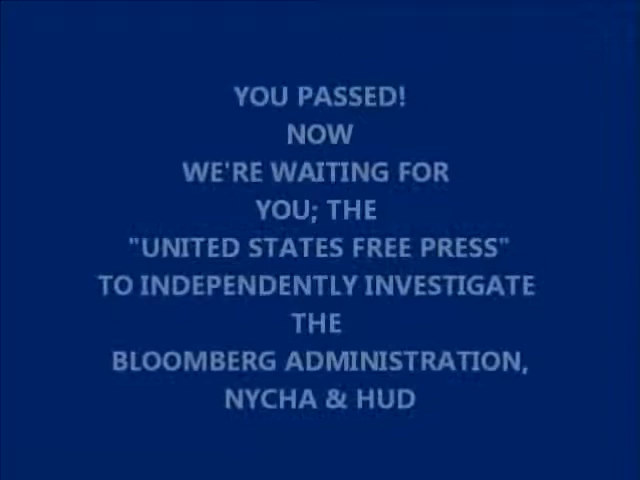 YOU PASSED!
NOW
WE'RE WAITING FOR
YOU; THE
"UNITED STATES FREE PRESS"
TO INDEPENDENTLY INVESTIGATE
THE
BLOOMBERG ADMINISTRATION,
NYCHA & HUD